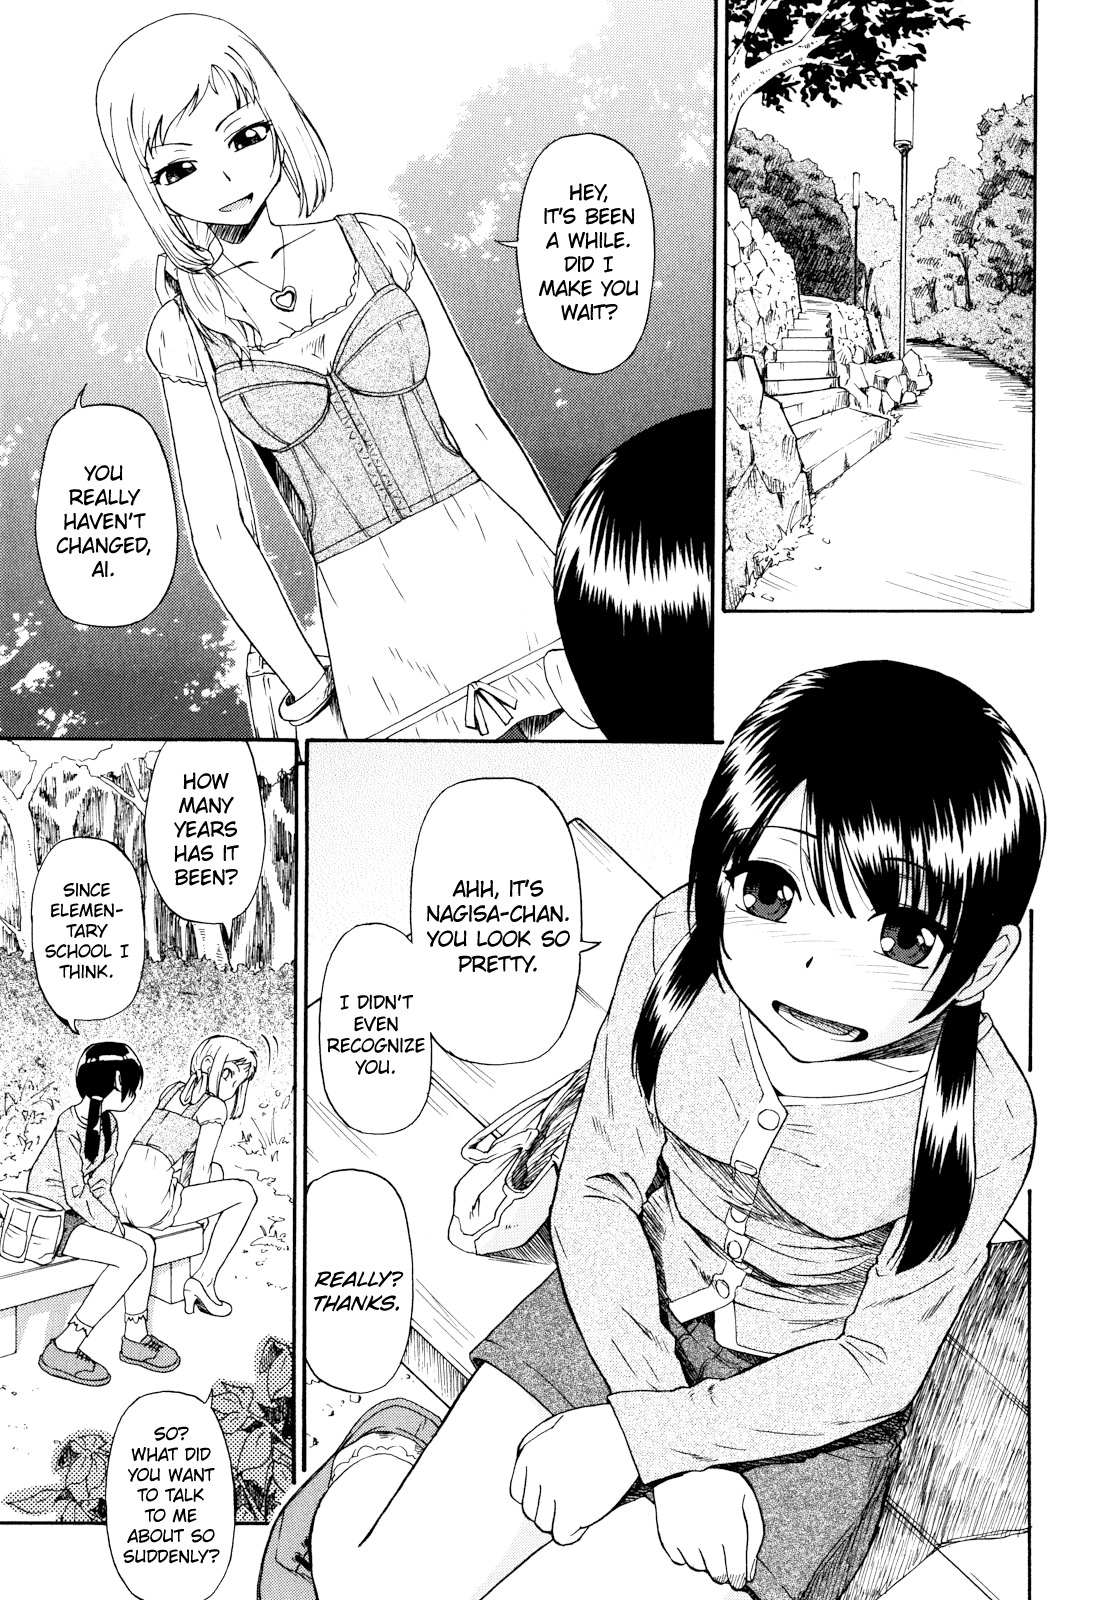 HEY,
IT'S BEEN
A WHILE.
DID I
MAKE YOU
WAIT?
YOU
REALLY
HAVEN'T
CHANGED,
AI.
AHH, IT'S
NAGISA-CHAN.
YOU LOOK SO
PRETTY.
I DIDN'T
EVEN
RECOGNIZE
YOU.
REALLY?
THANKS.
HOW
MANY
YEARS
HAS IT
BEEN?
SINCE
ELEMEN-
TARY
SCHOOL I
THINK.
SO?
WHAT DID
YOU WANT
TO TALK
TO ME
ABOUT SO
SUDDENLY?